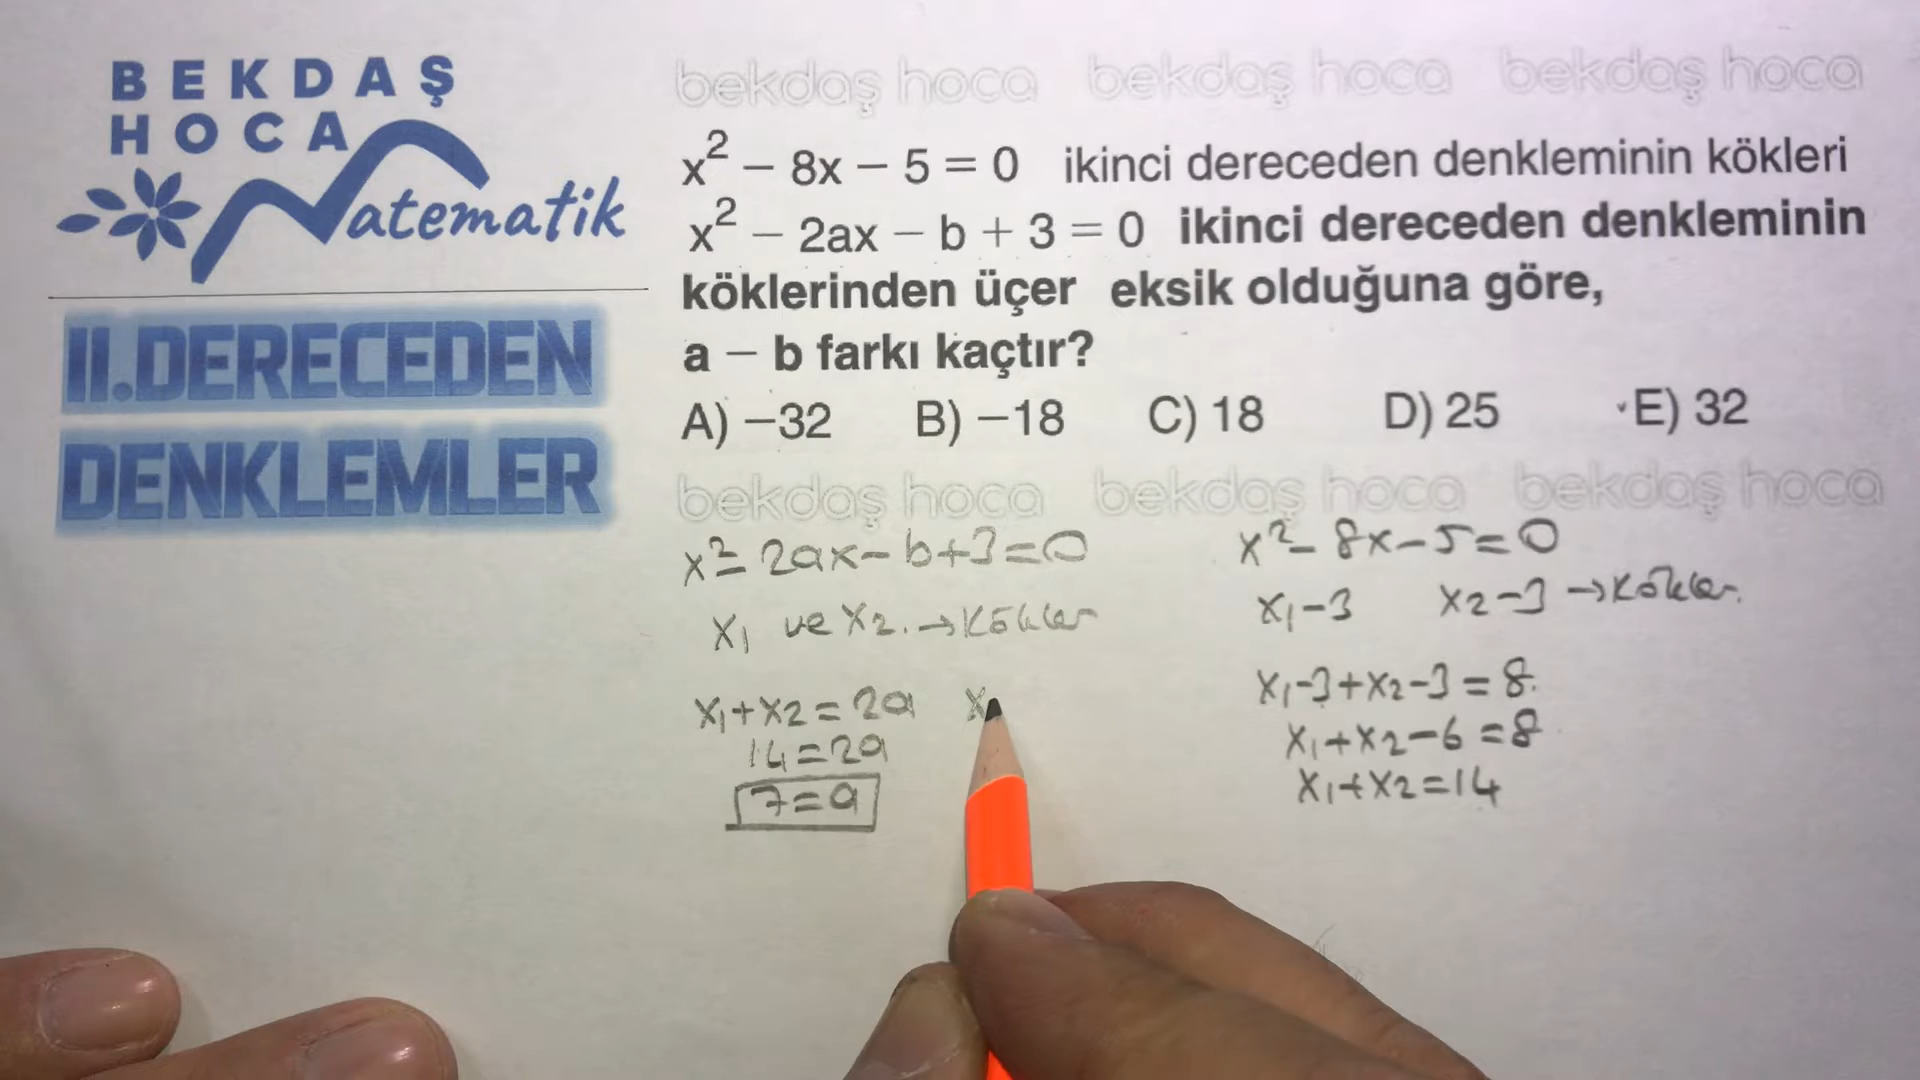 BEKDAŞ
HOCA
Matematik
II.DERECEDEN
DENKLEMLER
bekdaş hoca bekdaş hoca bekdaş hoca
x² – 8x – 5 = 0 ikinci dereceden denkleminin kökleri
x² – 2ax – b + 3 = 0 ikinci dereceden denkleminin
köklerinden üçer eksik olduğuna göre,
a – b farkı kaçtır?
A) –32 B) –18 C) 18 D) 25 E) 32
bekdaş hoca bekdaş hoca bekdaş hoca
x² – 2ax – b + 3 = 0
x₁ ve x₂. → Kökler
x₁ + x₂ = 2a x
14 = 2a
7 = a
x² – 8x – 5 = 0
x₁ – 3 x₂ – 3 → Kökler.
x₁ – 3 + x₂ – 3 = 8
x₁ + x₂ – 6 = 8
x₁ + x₂ = 14